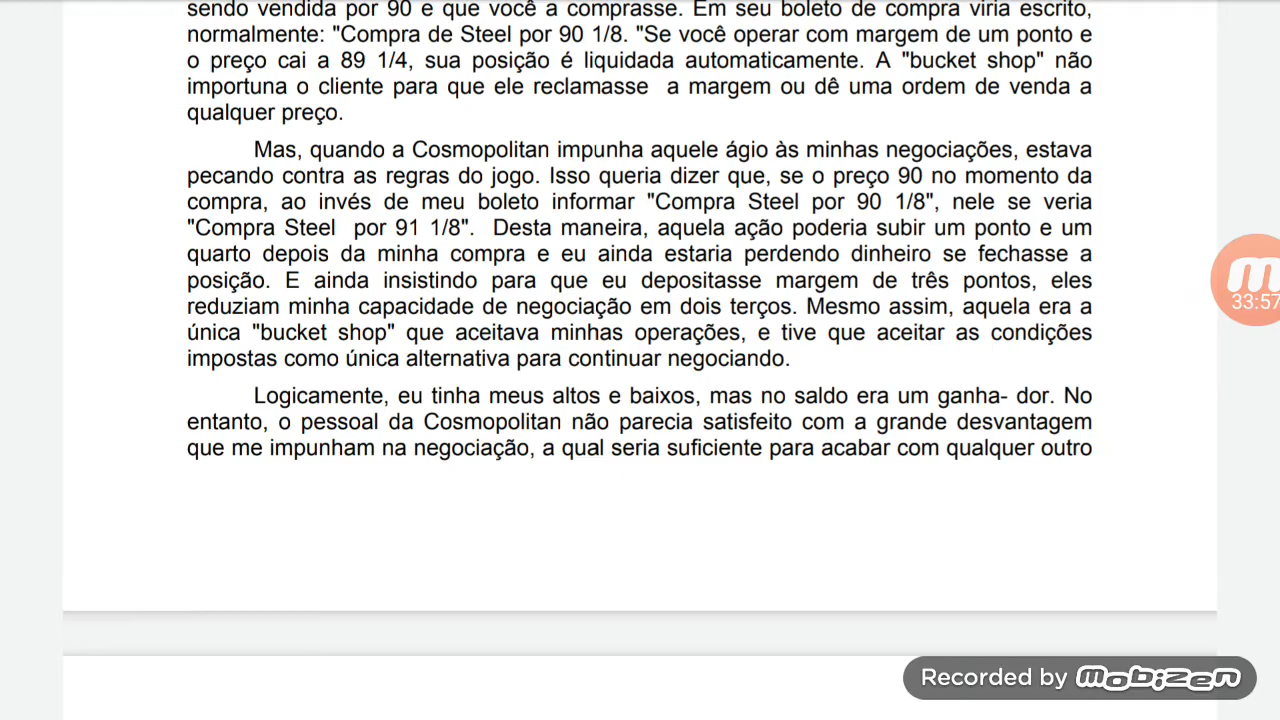 sendo vendida por 90 e que você a comprasse. Em seu boleto de compra viria escrito,
normalmente: "Compra de Steel por 90 1/8. "Se você operar com margem de um ponto e
o preço cai a 89 1/4, sua posição é liquidada automaticamente. A "bucket shop" não
importuna o cliente para que ele reclamasse a margem ou dê uma ordem de venda a
qualquer preço.
Mas, quando a Cosmopolitan impunha aquele ágio às minhas negociações, estava
pecando contra as regras do jogo. Isso queria dizer que, se o preço 90 no momento da
compra, ao invés de meu boleto informar "Compra Steel por 90 1/8", nele se veria
"Compra Steel por 91 1/8". Desta maneira, aquela ação poderia subir um ponto e um
quarto depois da minha compra e eu ainda estaria perdendo dinheiro se fechasse a
posição. E ainda insistindo para que eu depositasse margem de três pontos, eles
reduziam minha capacidade de negociação em dois terços. Mesmo assim, aquela era a
única "bucket shop" que aceitava minhas operações, e tive que aceitar as condições
impostas como única alternativa para continuar negociando.
Logicamente, eu tinha meus altos e baixos, mas no saldo era um ganha- dor. No
entanto, o pessoal da Cosmopolitan não parecia satisfeito com a grande desvantagem
que me impunham na negociação, a qual seria suficiente para acabar com qualquer outro
33:57
Recorded by mobizen